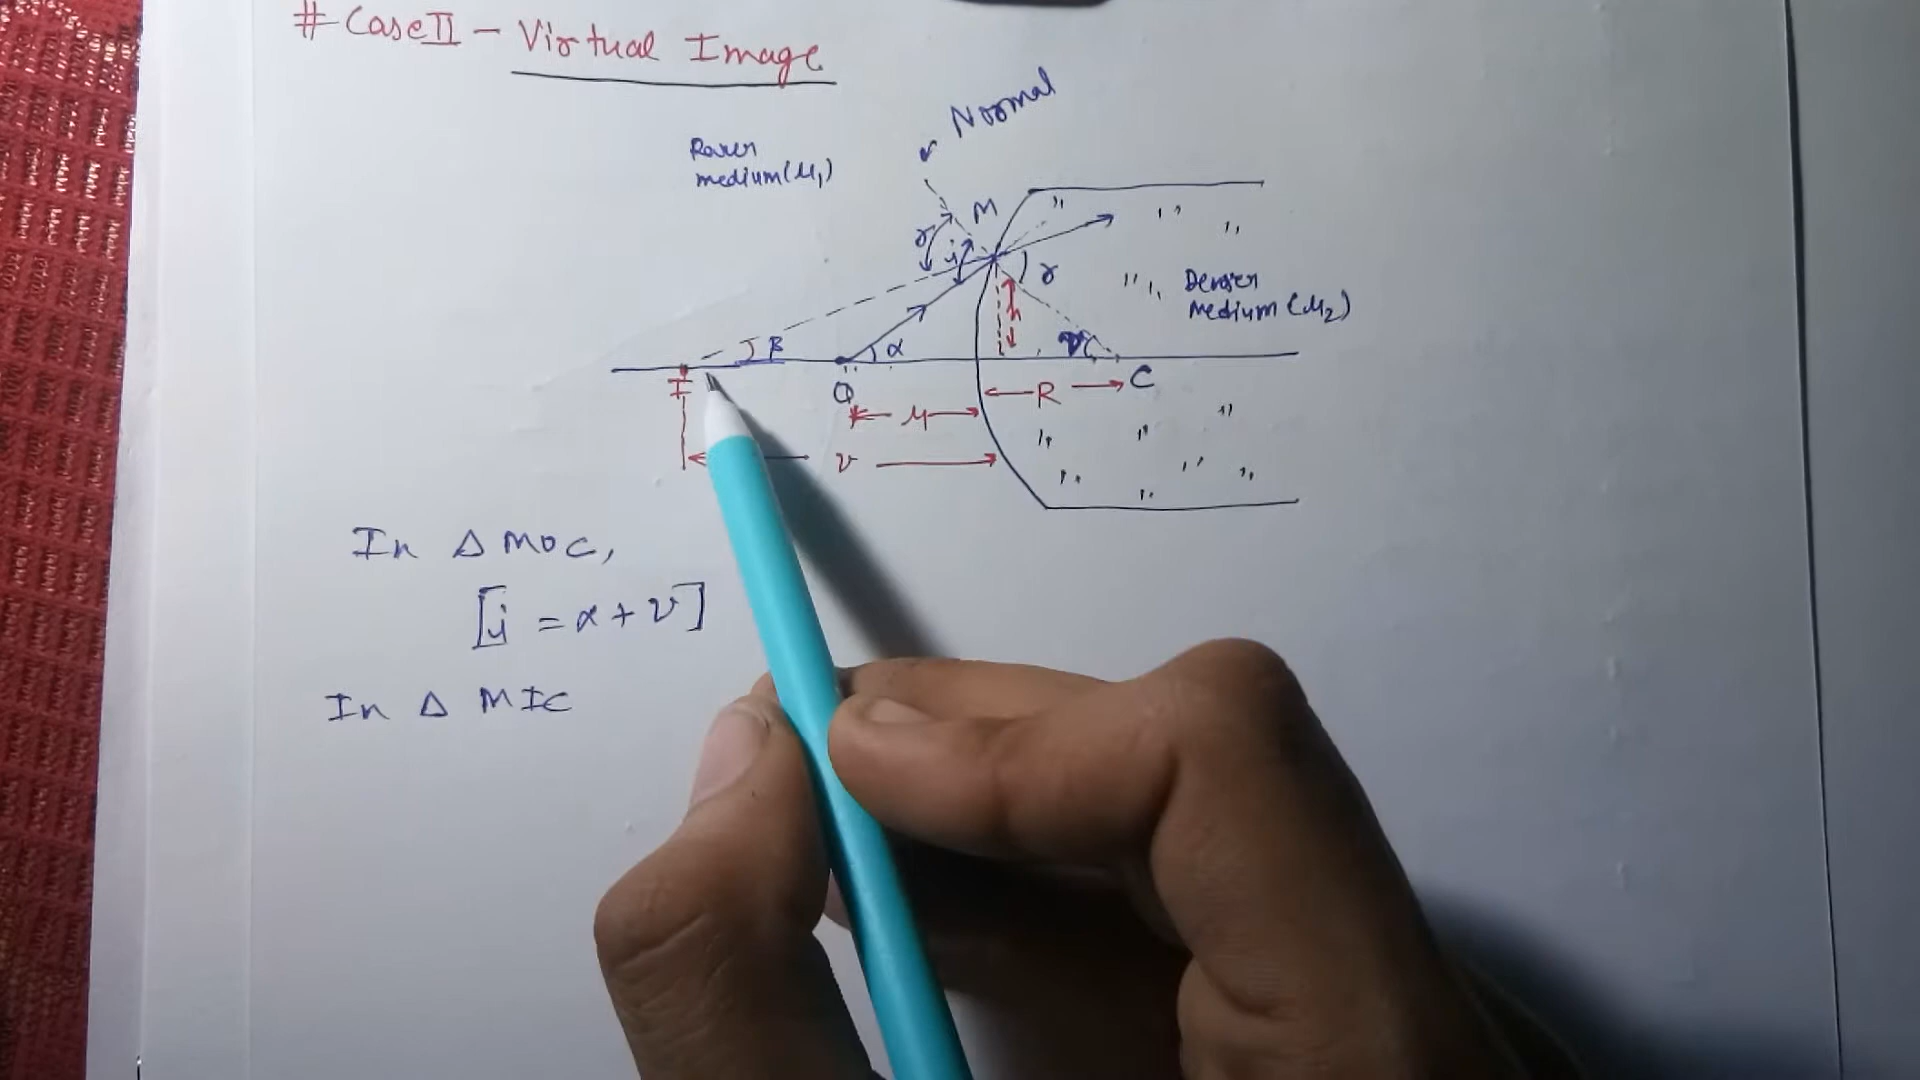 # Case II - Virtual Image
Normal
Rarer
medium (μ₁)
M
r
i
r
h
Denser
medium (μ₂)
β
α
I
O
R
C
u
v
In Δ MOC,
[i = α + ν]
In Δ MIC